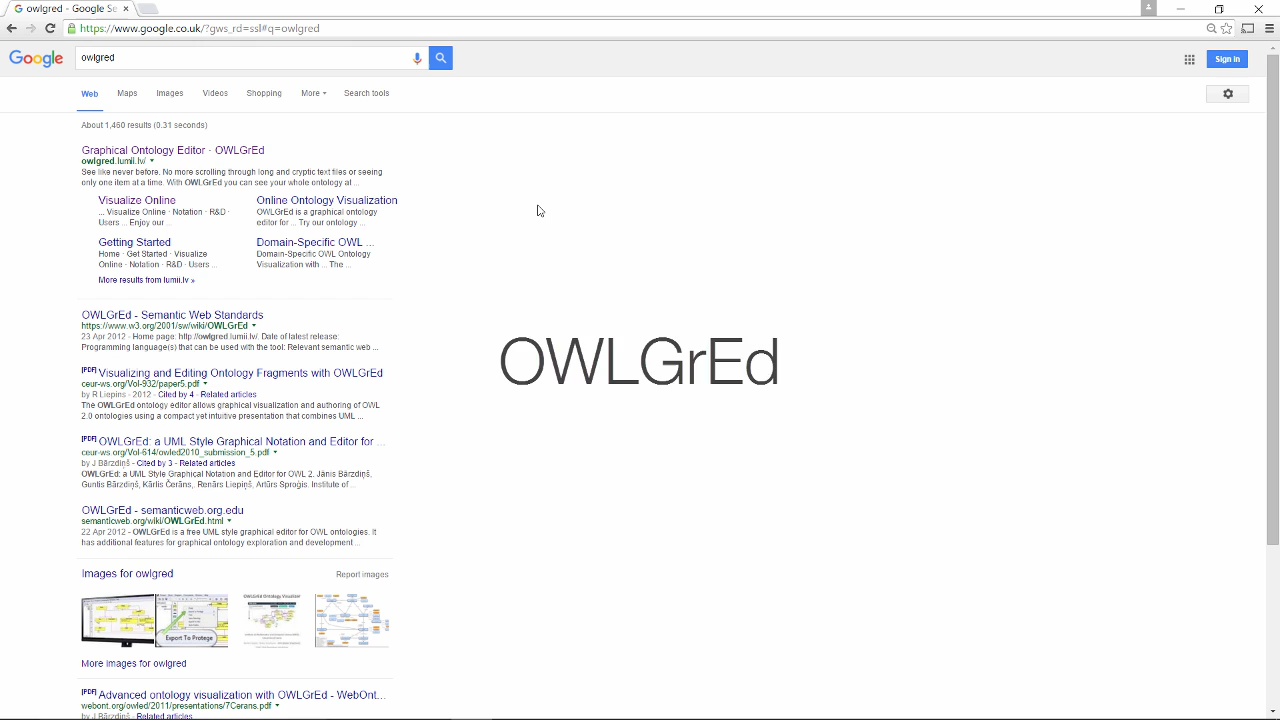 owlgred - Google Se
https://www.google.co.uk/?gws_rd=ssl#q=owlgred
Google
owlgred
Sign in
Web Maps Images Videos Shopping More Search tools
About 1,460 results (0.31 seconds)
Graphical Ontology Editor · OWLGrEd
owlgred.lumii.lv/
See like never before. No more scrolling through long and cryptic text files or seeing
only one item at a time. With OWLGrEd you can see your whole ontology at ...
Visualize Online
... Visualize Online · Notation · R&D ·
Users ... Enjoy our ...
Online Ontology Visualization
OWLGrEd is a graphical ontology
editor for ... Try our ontology ...
Getting Started
Home · Get Started · Visualize
Online · Notation · R&D · Users ...
Domain-Specific OWL ...
Domain-Specific OWL Ontology
Visualization with ... The ...
More results from lumii.lv »
OWLGrEd - Semantic Web Standards
https://www.w3.org/2001/sw/wiki/OWLGrEd
23 Apr 2012 - Home page: http://owlgred.lumii.lv/. Date of latest release:
Programming language(s) that can be used with the tool: Relevant semantic web ...
[PDF] Visualizing and Editing Ontology Fragments with OWLGrEd
ceur-ws.org/Vol-932/paper5.pdf
by R Liepins - 2012 - Cited by 4 - Related articles
The OWLGrEd ontology editor allows graphical visualization and authoring of OWL
2.0 ontologies using a compact yet intuitive presentation that combines UML ...
[PDF] OWLGrEd: a UML Style Graphical Notation and Editor for ...
ceur-ws.org/Vol-614/owled2010_submission_5.pdf
by J Bārzdiņš - Cited by 3 - Related articles
OWLGrEd: a UML Style Graphical Notation and Editor for OWL 2. Jānis Bārzdiņš,
Guntis Bārzdiņš, Kārlis Čerāns, Renārs Liepiņš, Artūrs Sproģis. Institute of ...
OWLGrEd - semanticweb.org.edu
semanticweb.org/wiki/OWLGrEd.html
22 Apr 2012 - OWLGrEd is a free UML style graphical editor for OWL ontologies. It
has additional features for graphical ontology exploration and development ...
Images for owlgred
Report images
OWLGrEd Ontology Visualizer
Export To Protege
More images for owlgred
[PDF] Advanced ontology visualization with OWLGrEd - WebOnt...
webont.org/owled/2011/presentations/7Cerans.pdf
by J Bārzdiņš - Related articles
OWLGrEd